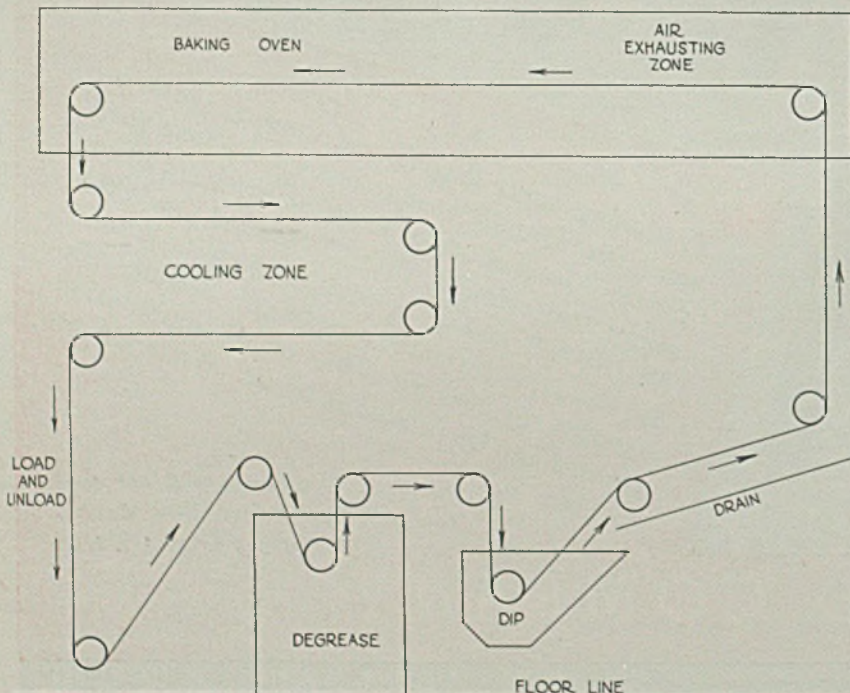 BAKING OVEN
AIR
EXHAUSTING
ZONE
COOLING ZONE
LOAD
AND
UNLOAD
DRAIN
DIP
DEGREASE
FLOOR LINE